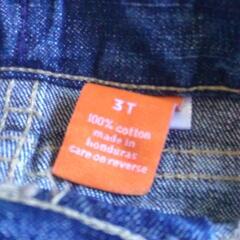 3T
100% cotton
made in
honduras
care on reverse